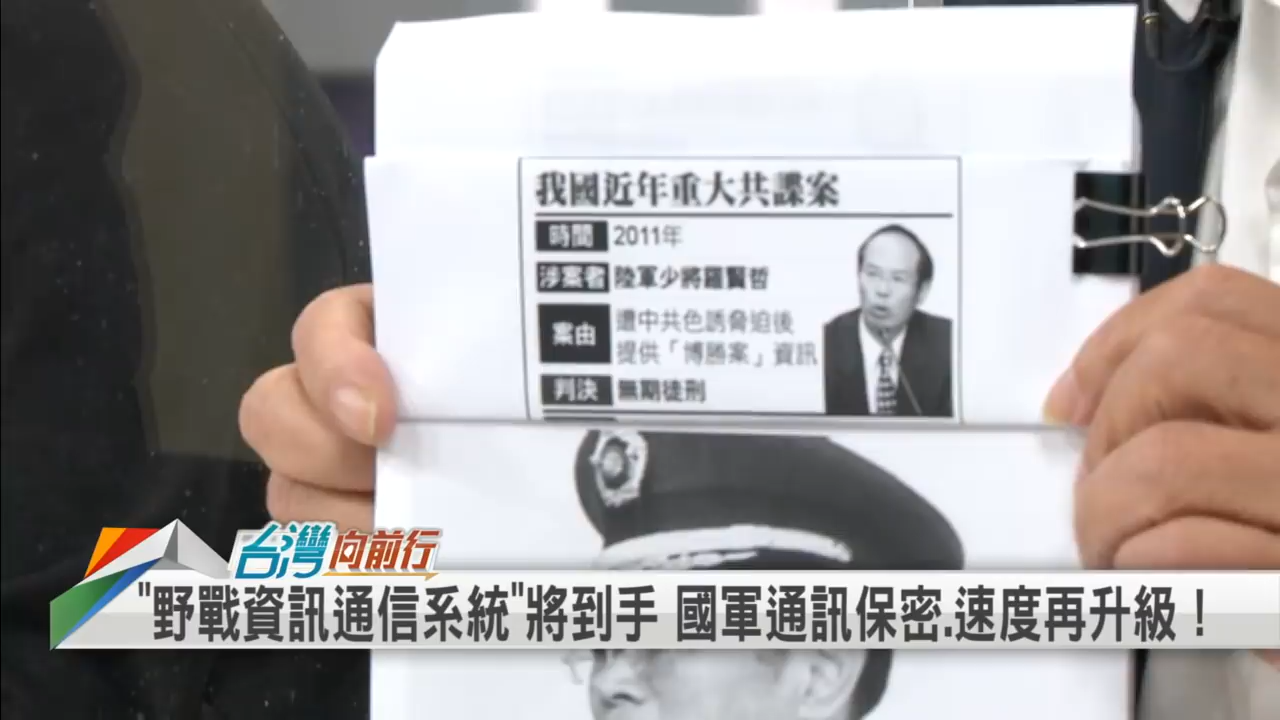 我國近年重大共諜案
時間 2011年
涉案者 陸軍少將羅賢哲
案由 遭中共色誘脅迫後
提供「博勝案」資訊
判決 無期徒刑
台灣向前行
"野戰資訊通信系統"將到手 國軍通訊保密.速度再升級！